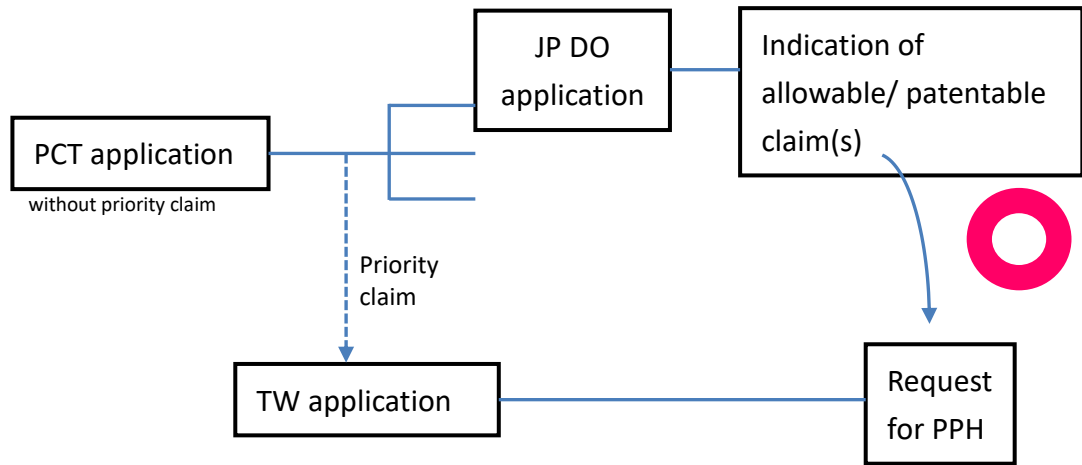 JP DO
application
Indication of
allowable/ patentable
claim(s)
PCT application
without priority claim
Priority
claim
TW application
Request
for PPH